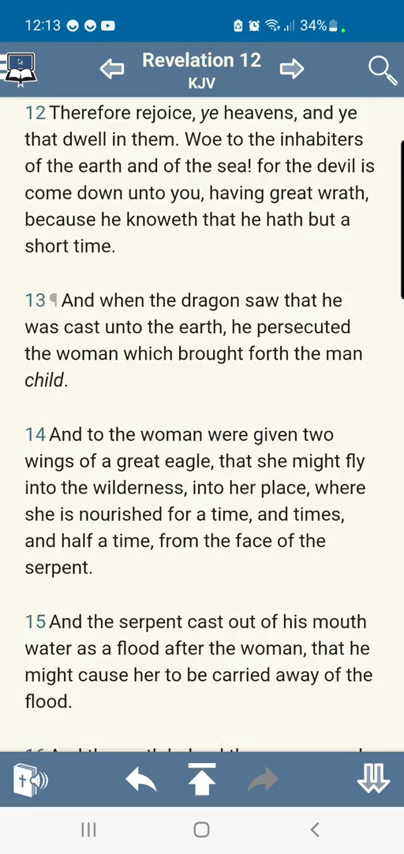 12:13 34%
Revelation 12
KJV
12 Therefore rejoice, ye heavens, and ye
that dwell in them. Woe to the inhabiters
of the earth and of the sea! for the devil is
come down unto you, having great wrath,
because he knoweth that he hath but a
short time.
13 ¶ And when the dragon saw that he
was cast unto the earth, he persecuted
the woman which brought forth the man
child.
14 And to the woman were given two
wings of a great eagle, that she might fly
into the wilderness, into her place, where
she is nourished for a time, and times,
and half a time, from the face of the
serpent.
15 And the serpent cast out of his mouth
water as a flood after the woman, that he
might cause her to be carried away of the
flood.